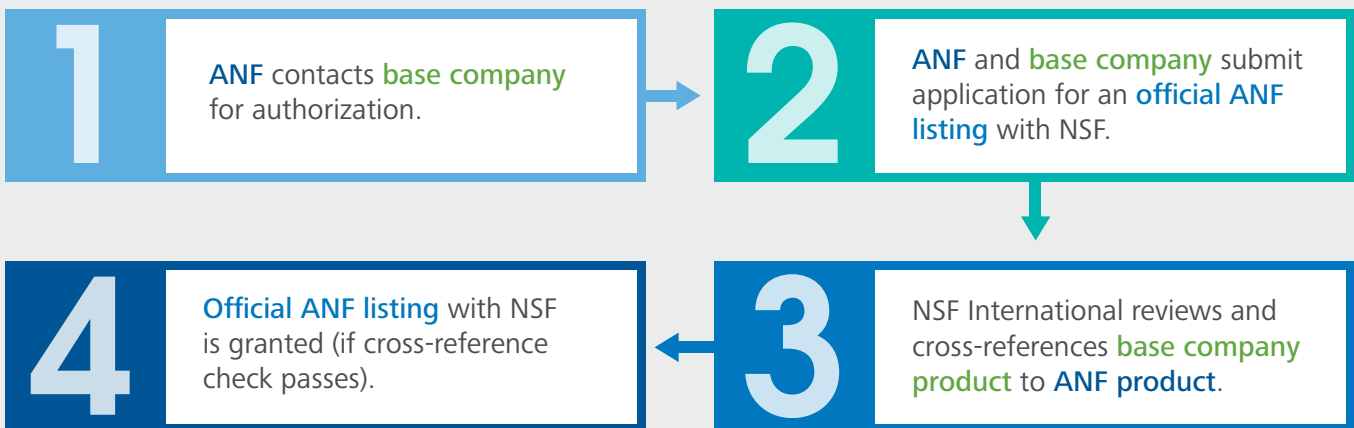 1
ANF contacts base company
for authorization.
2
ANF and base company submit
application for an official ANF
listing with NSF.
3
NSF International reviews and
cross-references base company
product to ANF product.
4
Official ANF listing with NSF
is granted (if cross-reference
check passes).